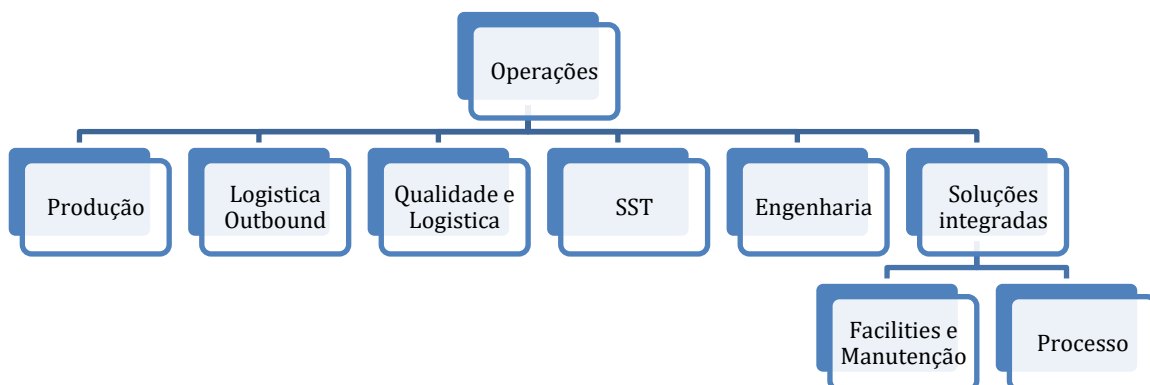 Operações
Produção
Logistica
Outbound
Qualidade e
Logistica
SST
Engenharia
Soluções
integradas
Facilities e
Manutenção
Processo